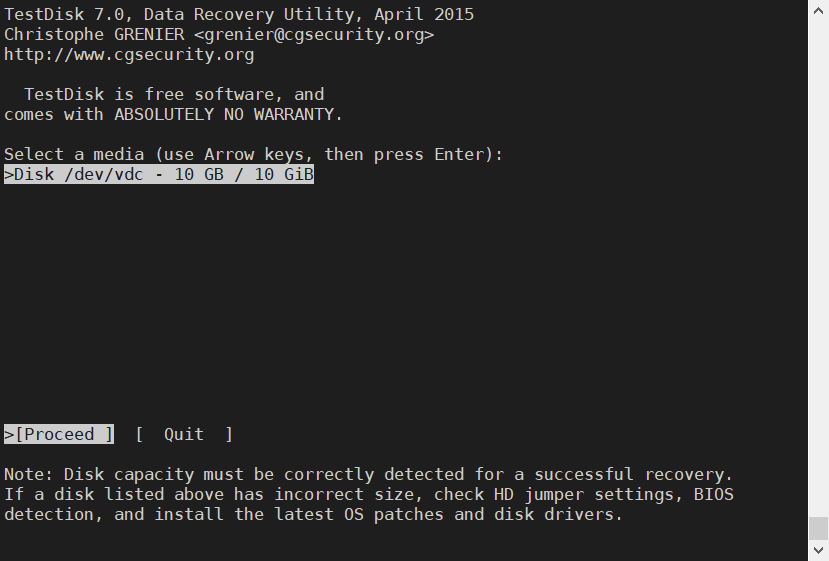 TestDisk 7.0, Data Recovery Utility, April 2015
Christophe GRENIER <grenier@cgsecurity.org>
http://www.cgsecurity.org
TestDisk is free software, and
comes with ABSOLUTELY NO WARRANTY.
Select a media (use Arrow keys, then press Enter):
>Disk /dev/vdc - 10 GB / 10 GiB
>[Proceed ]  [  Quit  ]
Note: Disk capacity must be correctly detected for a successful recovery.
If a disk listed above has incorrect size, check HD jumper settings, BIOS
detection, and install the latest OS patches and disk drivers.